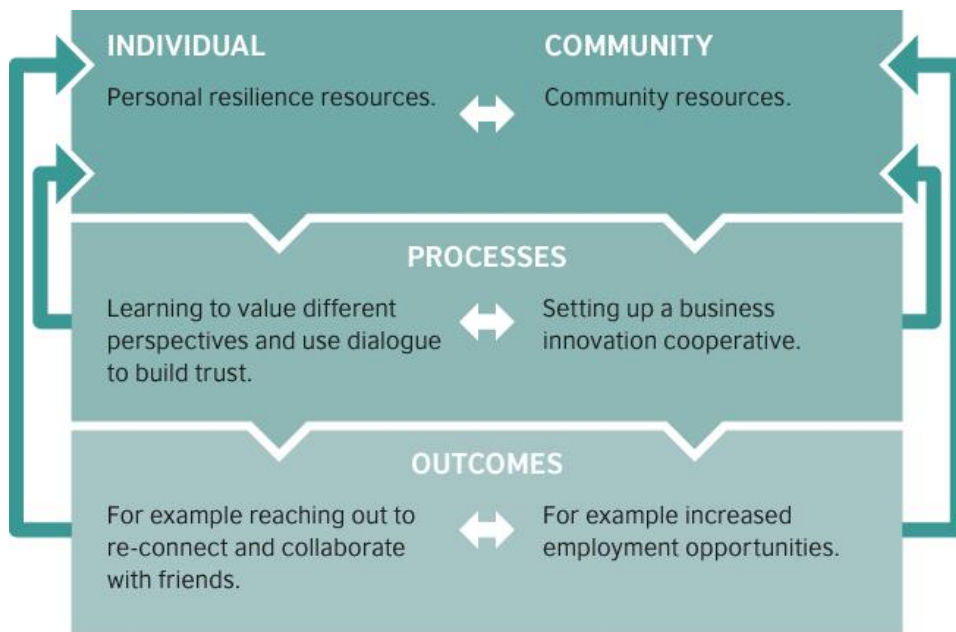 INDIVIDUAL
Personal resilience resources.
COMMUNITY
Community resources.
PROCESSES
Learning to value different
perspectives and use dialogue
to build trust.
Setting up a business
innovation cooperative.
OUTCOMES
For example reaching out to
re-connect and collaborate
with friends.
For example increased
employment opportunities.